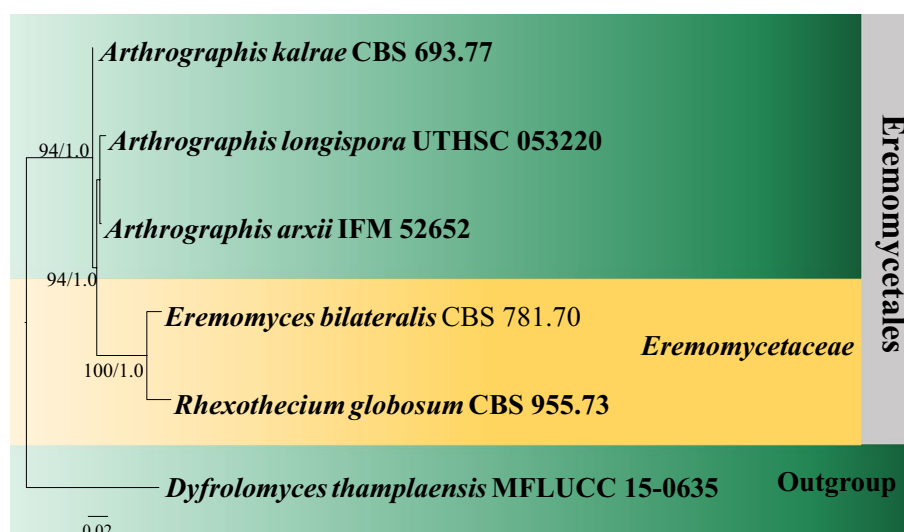 Arthrographis kalrae CBS 693.77
94/1.0
Arthrographis longispora UTHSC 053220
Arthrographis arxii IFM 52652
Eremomycetales
94/1.0
Eremomyces bilateralis CBS 781.70
Eremomycetaceae
100/1.0
Rhexothecium globosum CBS 955.73
Dyfrolomyces thamplaensis MFLUCC 15-0635
Outgroup
0.02